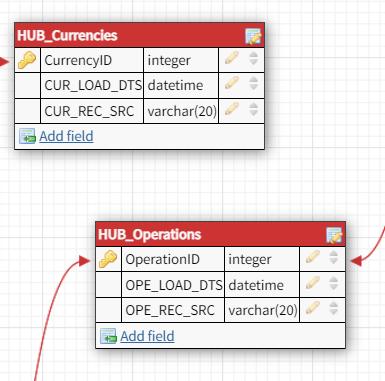 HUB_Currencies
CurrencyID integer
CUR_LOAD_DTS datetime
CUR_REC_SRC varchar(20)
Add field
HUB_Operations
OperationID integer
OPE_LOAD_DTS datetime
OPE_REC_SRC varchar(20)
Add field